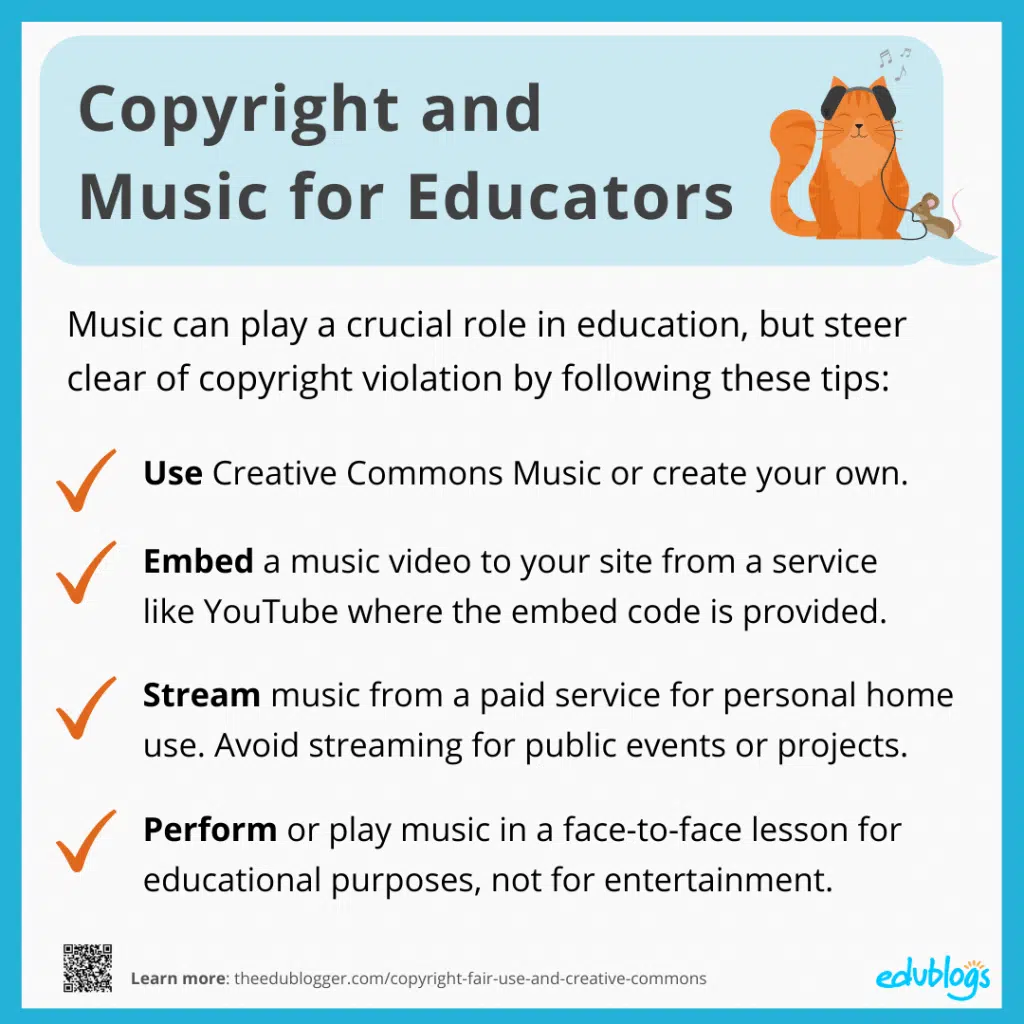 Copyright and
Music for Educators
Music can play a crucial role in education, but steer
clear of copyright violation by following these tips:
Use Creative Commons Music or create your own.
Embed a music video to your site from a service
like YouTube where the embed code is provided.
Stream music from a paid service for personal home
use. Avoid streaming for public events or projects.
Perform or play music in a face-to-face lesson for
educational purposes, not for entertainment.
Learn more: theedublogger.com/copyright-fair-use-and-creative-commons
edublogs